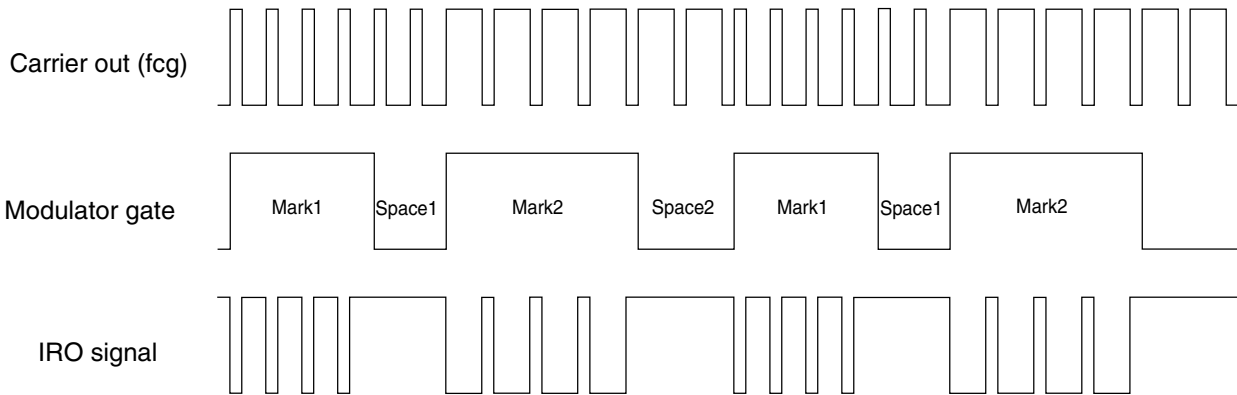 Carrier out (fcg)
Modulator gate
Mark1
Space1
Mark2
Space2
Mark1
Space1
Mark2
IRO signal